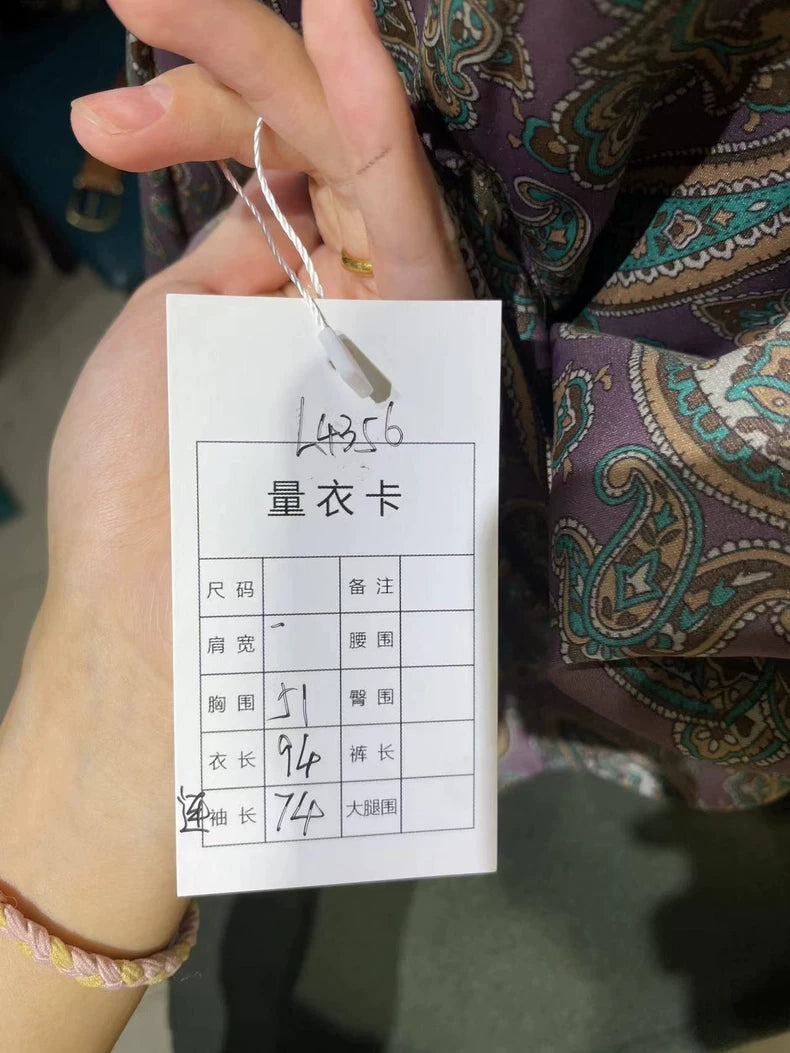 L4356
量衣卡
尺码 备注
肩宽 - 腰围
胸围 51 臀围
衣长 94 裤长
连袖长 74 大腿围